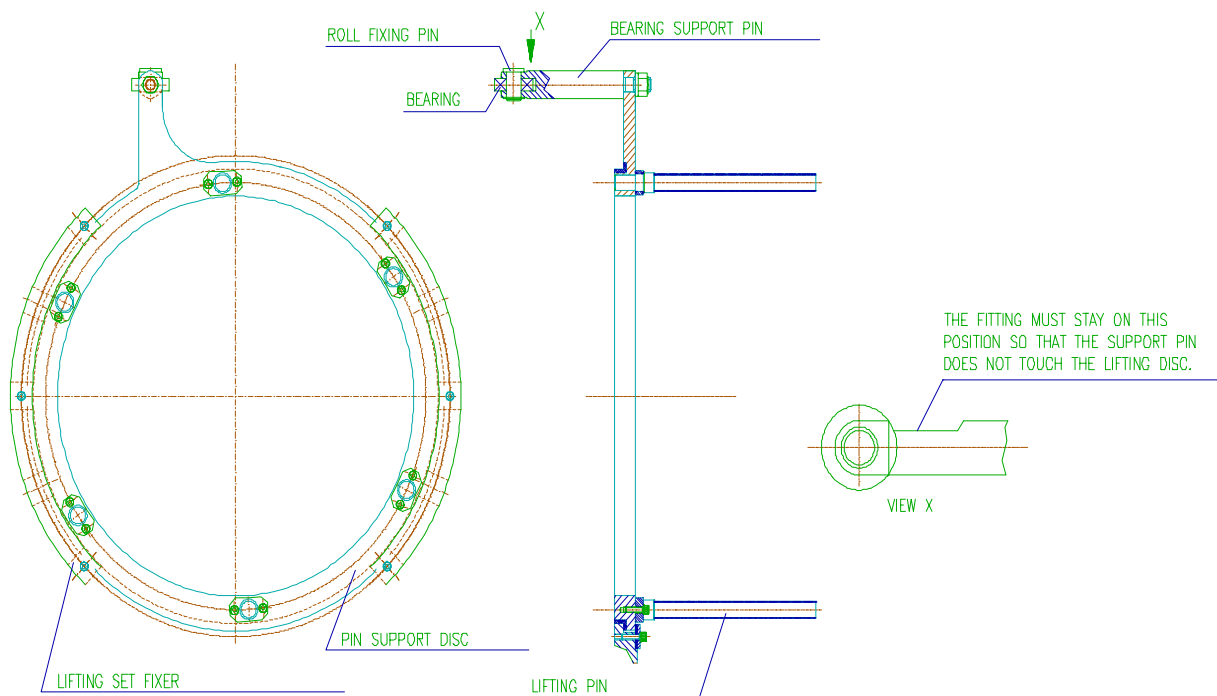 X
ROLL FIXING PIN
BEARING SUPPORT PIN
BEARING
THE FITTING MUST STAY ON THIS
POSITION SO THAT THE SUPPORT PIN
DOES NOT TOUCH THE LIFTING DISC.
VIEW X
PIN SUPPORT DISC
LIFTING SET FIXER
LIFTING PIN